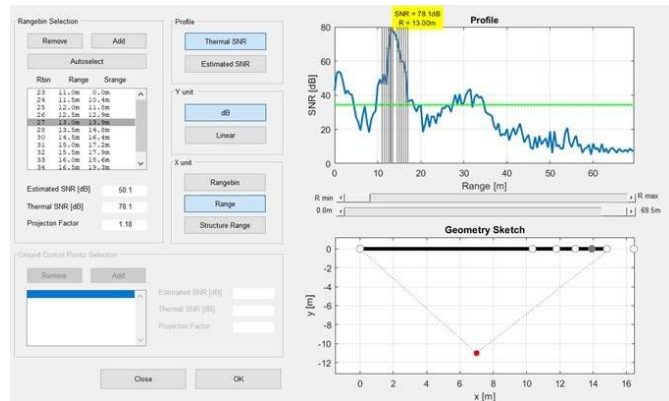 Rangebin Selection
Remove Add
Autoselect
Rbin Range Srange
23 11.0m 0.0m
24 11.5m 10.4m
25 12.0m 11.8m
26 12.5m 12.9m
27 13.0m 13.9m
28 13.5m 14.8m
30 14.5m 16.4m
31 15.0m 17.2m
32 15.5m 17.9m
33 16.0m 18.6m
34 16.5m 19.3m
Estimated SNR [dB] 50.1
Thermal SNR [dB] 78.1
Projection Factor 1.18
Profile
Thermal SNR
Estimated SNR
Y unit
dB
Linear
X unit
Rangebin
Range
Structure Range
Ground Control Points Selection
Remove Add
Estimated SNR [dB]
Thermal SNR [dB]
Projection Factor
Close OK
Profile
SNR = 78.1dB
R = 13.00m
SNR [dB]
80
60
40
20
0
0 10 20 30 40 50 60
Range [m]
R min R max
0.0m 69.5m
Geometry Sketch
y [m]
0
-2
-4
-6
-8
-10
-12
0 2 4 6 8 10 12 14 16
x [m]